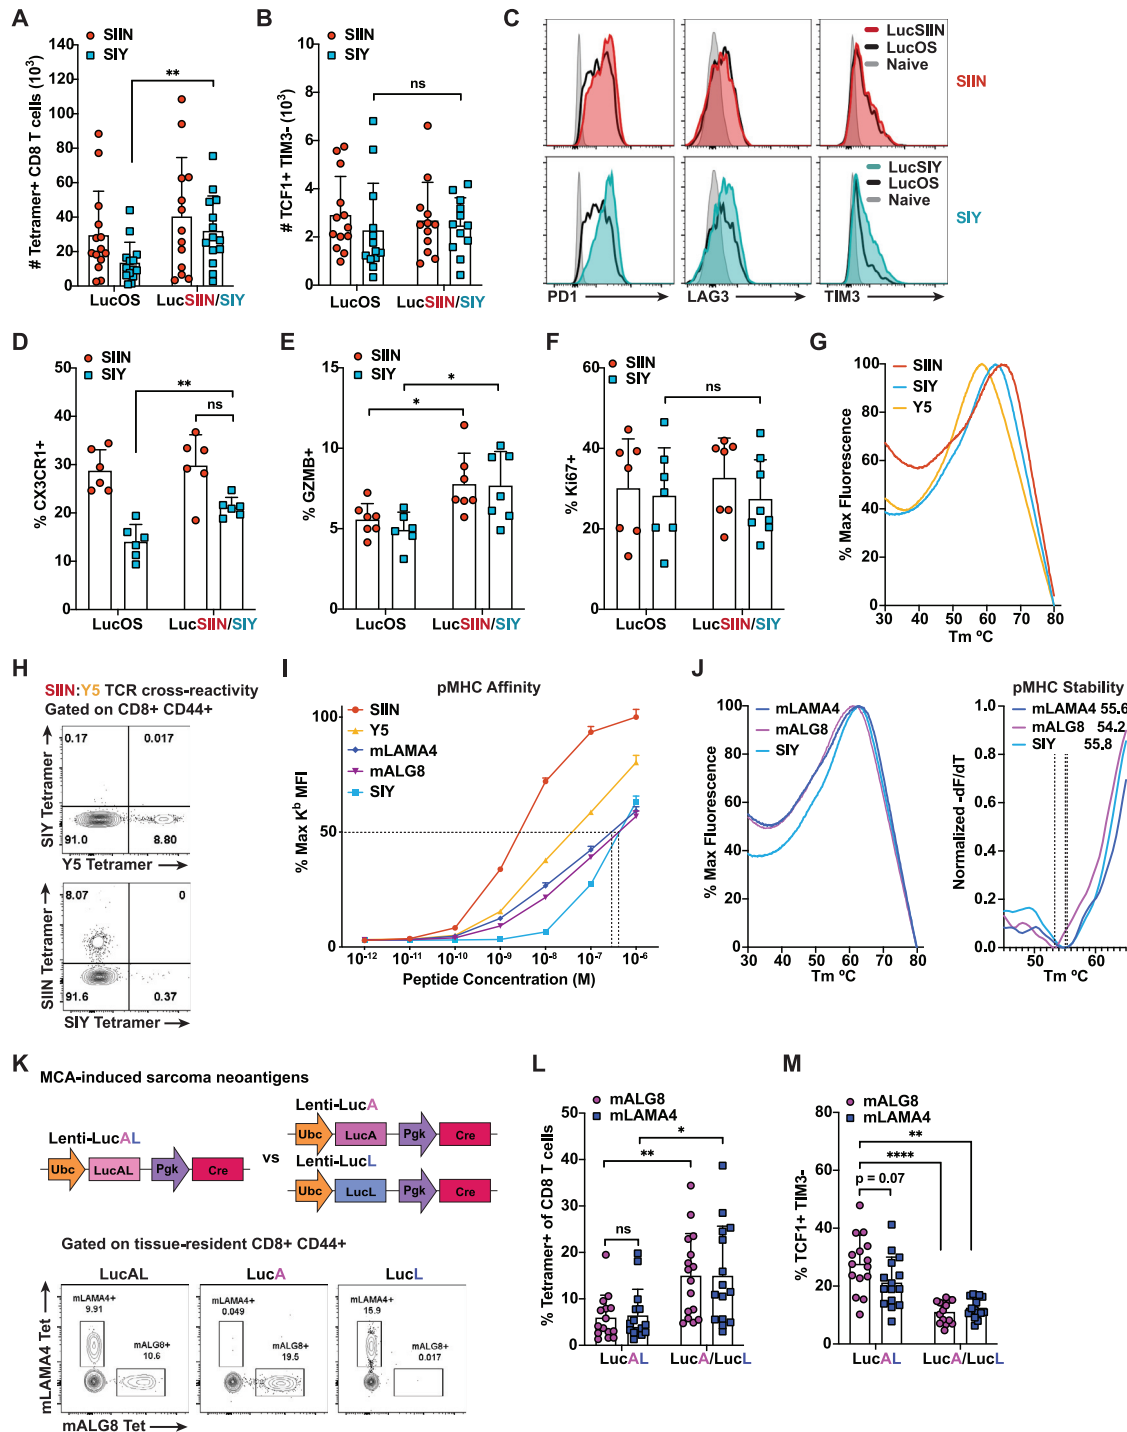 A
SIIN
SIY
# Tetramer+ CD8 T cells (10³)
140
120
100
80
60
40
20
0
**
LucOS
LucSIIN/SIY
B
SIIN
SIY
# TCF1+ TIM3- (10³)
10
8
6
4
2
0
ns
LucOS
LucSIIN/SIY
C
LucSIIN
LucOS
Naive
SIIN
LucSIY
LucOS
Naive
SIY
PD1
LAG3
TIM3
D
SIIN
SIY
% CX3CR1+
50
40
30
20
10
0
**
ns
LucOS
LucSIIN/SIY
E
SIIN
SIY
% GZMB+
15
10
5
0
*
*
LucOS
LucSIIN/SIY
F
SIIN
SIY
% Ki67+
60
40
20
0
ns
LucOS
LucSIIN/SIY
G
SIIN
SIY
Y5
% Max Fluorescence
100
80
60
40
20
0
30 40 50 60 70 80
Tm ºC
H
SIIN:Y5 TCR cross-reactivity
Gated on CD8+ CD44+
SIY Tetramer
0.17
0.017
91.0
8.80
Y5 Tetramer
SIIN Tetramer
8.07
0
91.6
0.37
SIY Tetramer
I
pMHC Affinity
SIIN
Y5
mLAMA4
mALG8
SIY
% Max Kᵇ MFI
100
50
0
10⁻¹² 10⁻¹¹ 10⁻¹⁰ 10⁻⁹ 10⁻⁸ 10⁻⁷ 10⁻⁶
Peptide Concentration (M)
J
mLAMA4
mALG8
SIY
% Max Fluorescence
100
80
60
40
20
0
30 40 50 60 70 80
Tm ºC
pMHC Stability
mLAMA4 55.6
mALG8 54.2
SIY 55.8
Normalized -dF/dT
1.0
0.8
0.6
0.4
0.2
0.0
50 60
Tm ºC
K
MCA-induced sarcoma neoantigens
Lenti-LucAL
Ubc LucAL Pgk Cre
vs
Lenti-LucA
Ubc LucA Pgk Cre
Lenti-LucL
Ubc LucL Pgk Cre
Gated on tissue-resident CD8+ CD44+
LucAL
LucA
LucL
mLAMA4 Tet
mLAMA4+
9.91
mALG8+
10.6
mLAMA4+
0.049
mALG8+
19.5
mLAMA4+
15.9
mALG8+
0.017
mALG8 Tet
L
mALG8
mLAMA4
% Tetramer+ of CD8 T cells
50
40
30
20
10
0
*
**
ns
LucAL
LucA/LucL
M
mALG8
mLAMA4
% TCF1+ TIM3-
80
60
40
20
0
**
****
p = 0.07
LucAL
LucA/LucL